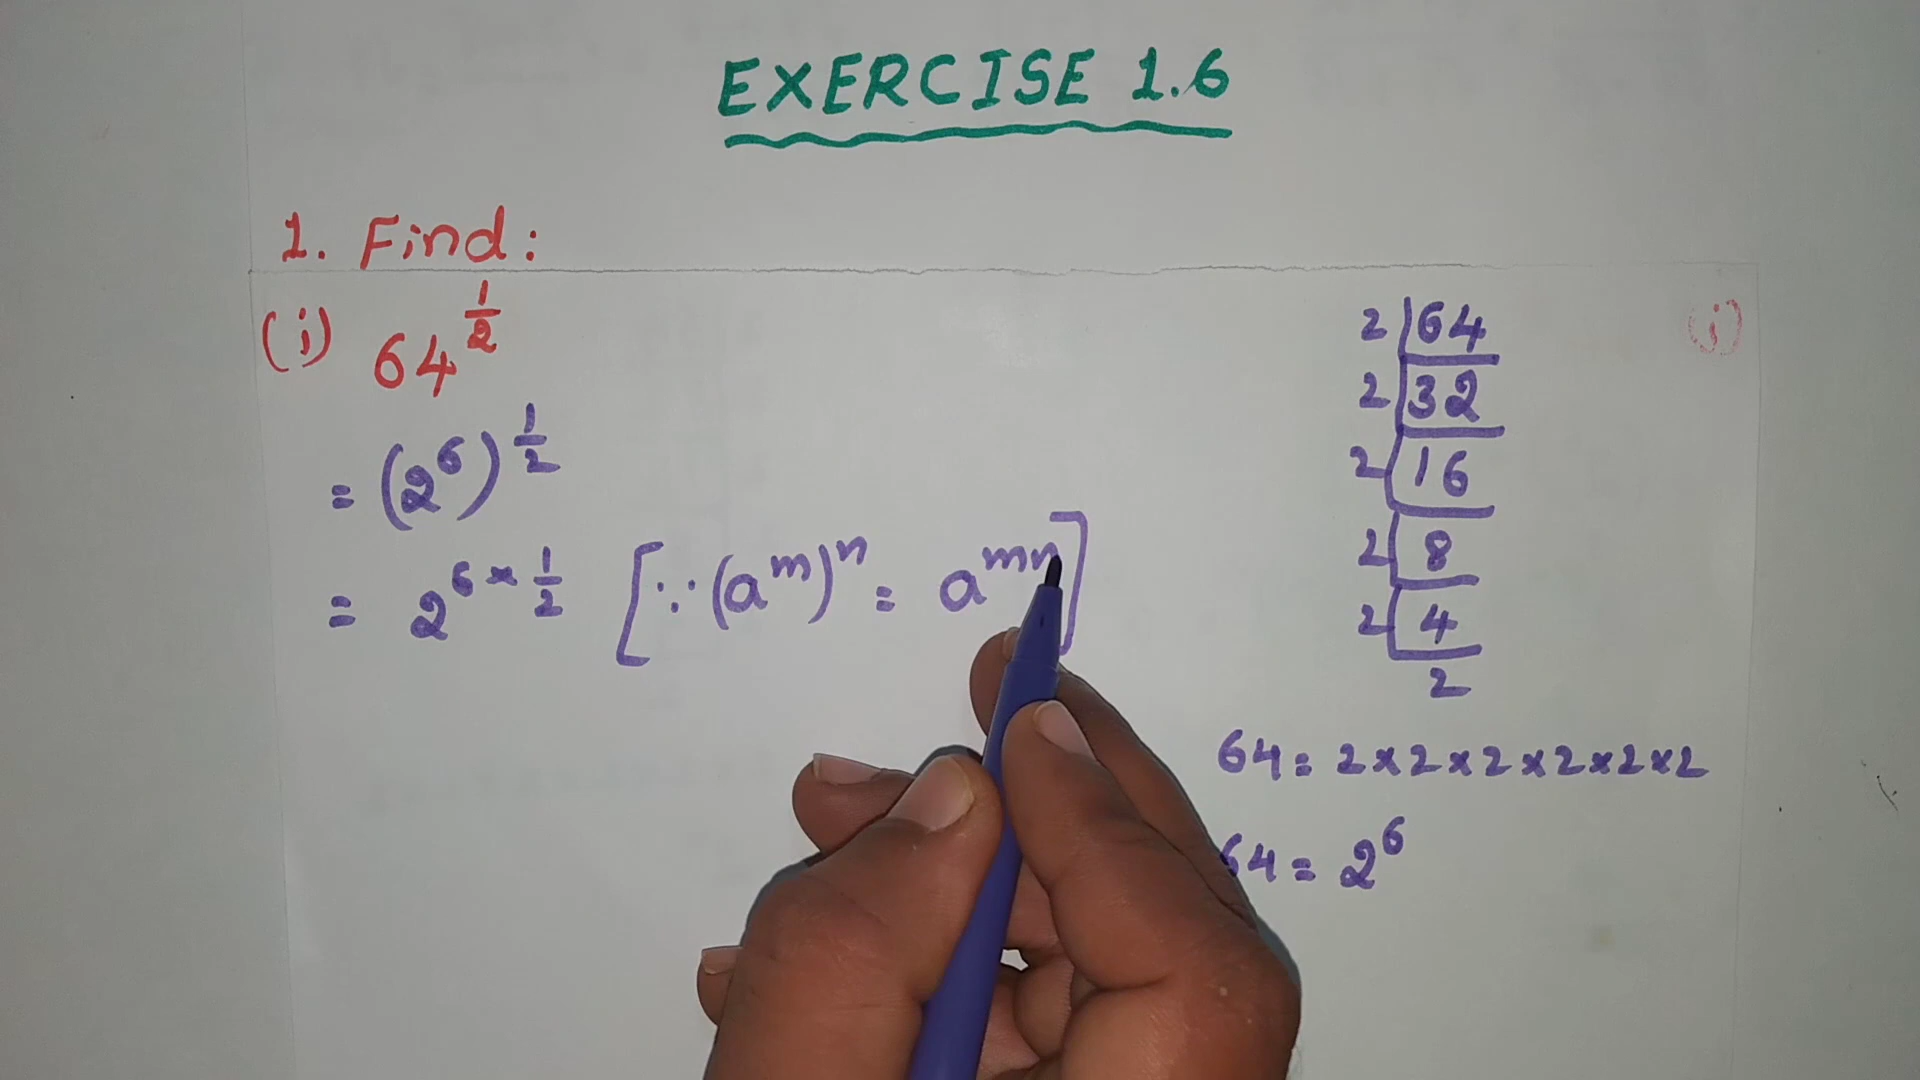 EXERCISE 1.6
1. Find:
(i) 64^(1/2)
= (2^6)^(1/2)
= 2^(6 × 1/2) [∵ (a^m)^n = a^(mn)]
(i)
2 | 64
2 | 32
2 | 16
2 | 8
2 | 4
2
64 = 2 × 2 × 2 × 2 × 2 × 2
64 = 2^6